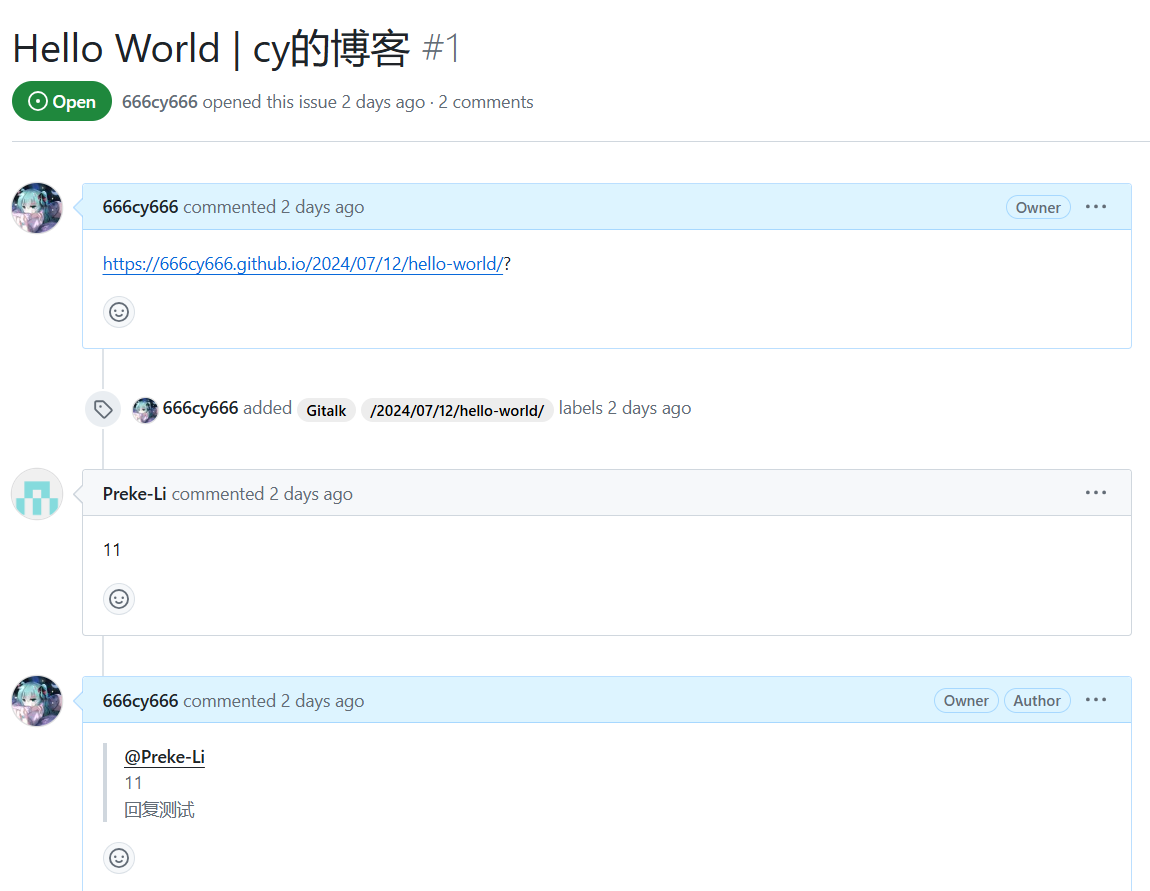 Hello World | cy的博客 #1
Open 666cy666 opened this issue 2 days ago · 2 comments
666cy666 commented 2 days ago Owner
https://666cy666.github.io/2024/07/12/hello-world/?
666cy666 added Gitalk /2024/07/12/hello-world/ labels 2 days ago
Preke-Li commented 2 days ago
11
666cy666 commented 2 days ago Owner Author
@Preke-Li
11
回复测试